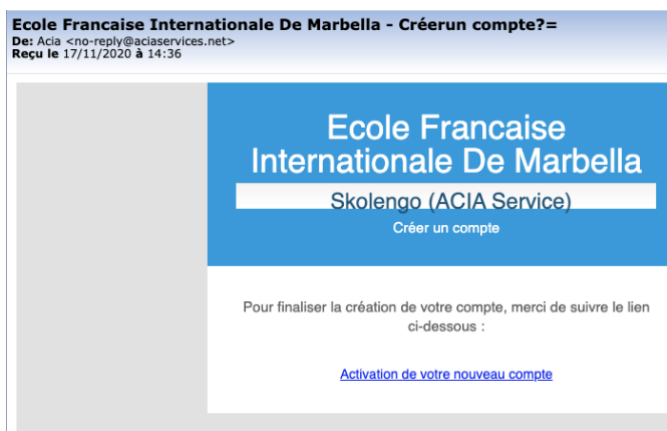 Ecole Francaise Internationale De Marbella - Créerun compte?=
De: Acia <no-reply@aciaservices.net>
Reçu le 17/11/2020 à 14:36
Ecole Francaise
Internationale De Marbella
Skolengo (ACIA Service)
Créer un compte
Pour finaliser la création de votre compte, merci de suivre le lien
ci-dessous :
Activation de votre nouveau compte